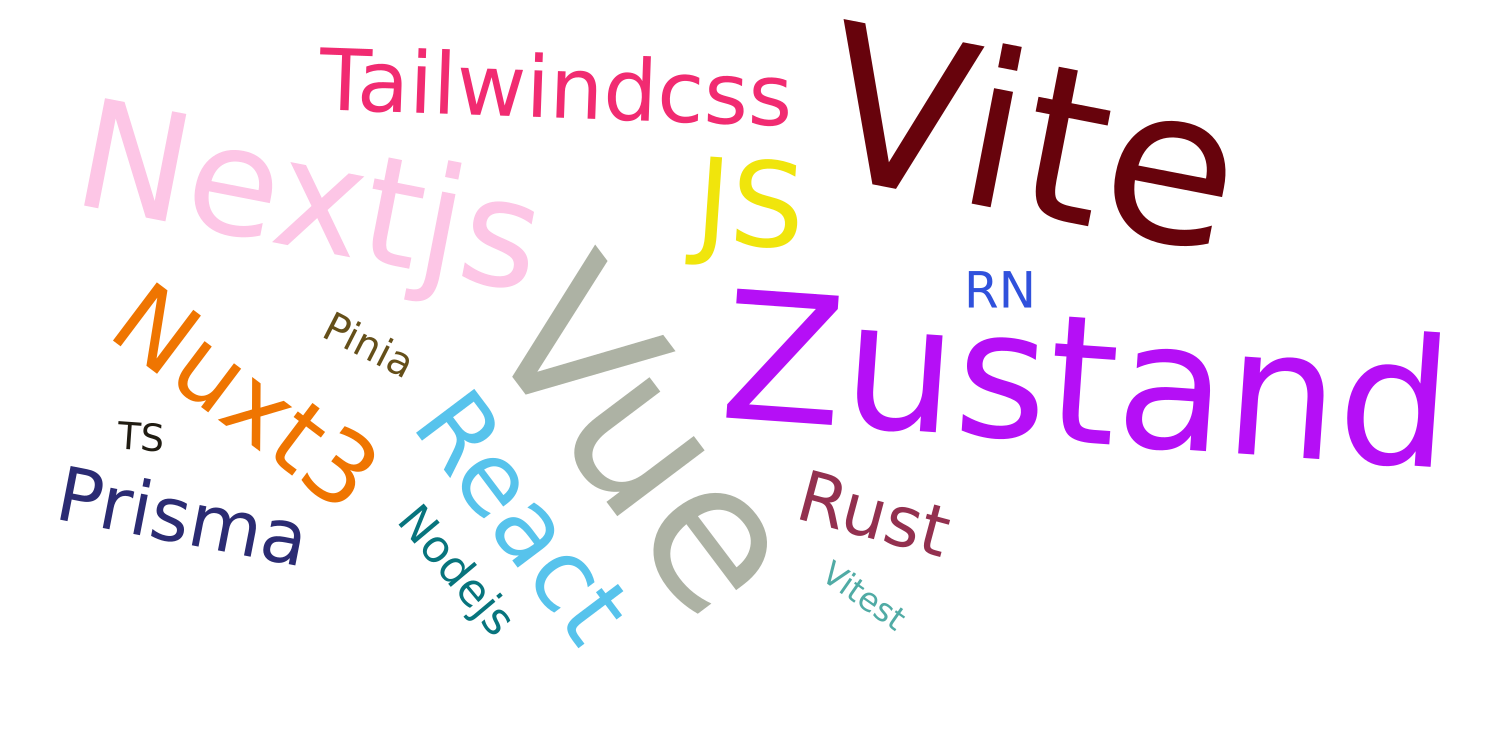 Tailwindcss
Vite
Nextjs
JS
RN
Vue
Zustand
Nuxt3
Pinia
React
TS
Prisma
Rust
Nodejs
Vitest